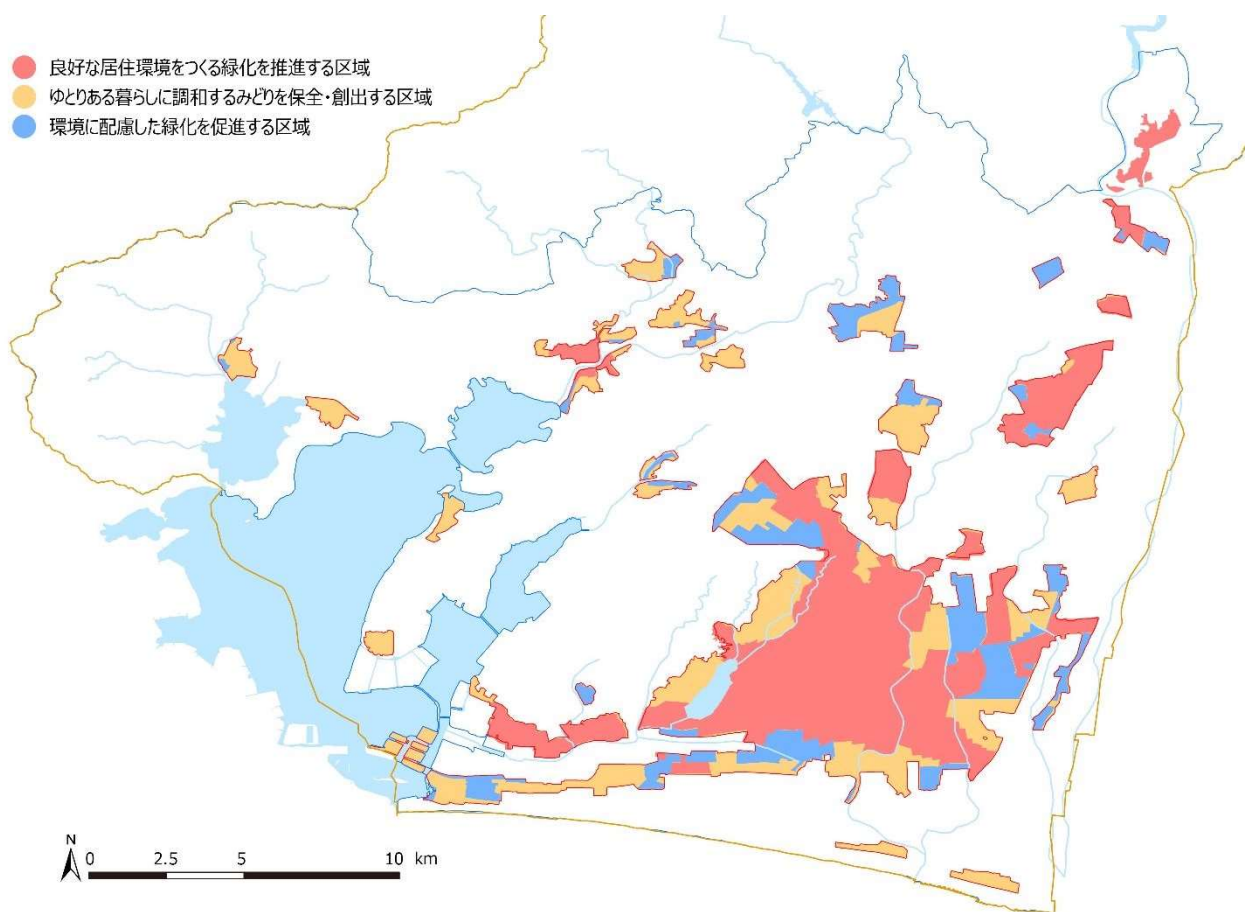 良好な居住環境をつくる緑化を推進する区域
ゆとりある暮らしに調和するみどりを保全・創出する区域
環境に配慮した緑化を促進する区域
N
0 2.5 5 10 km